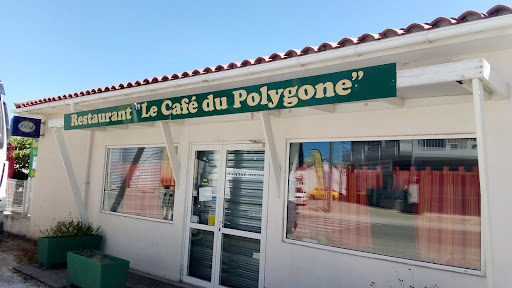 Restaurant "Le Café du Polygone"